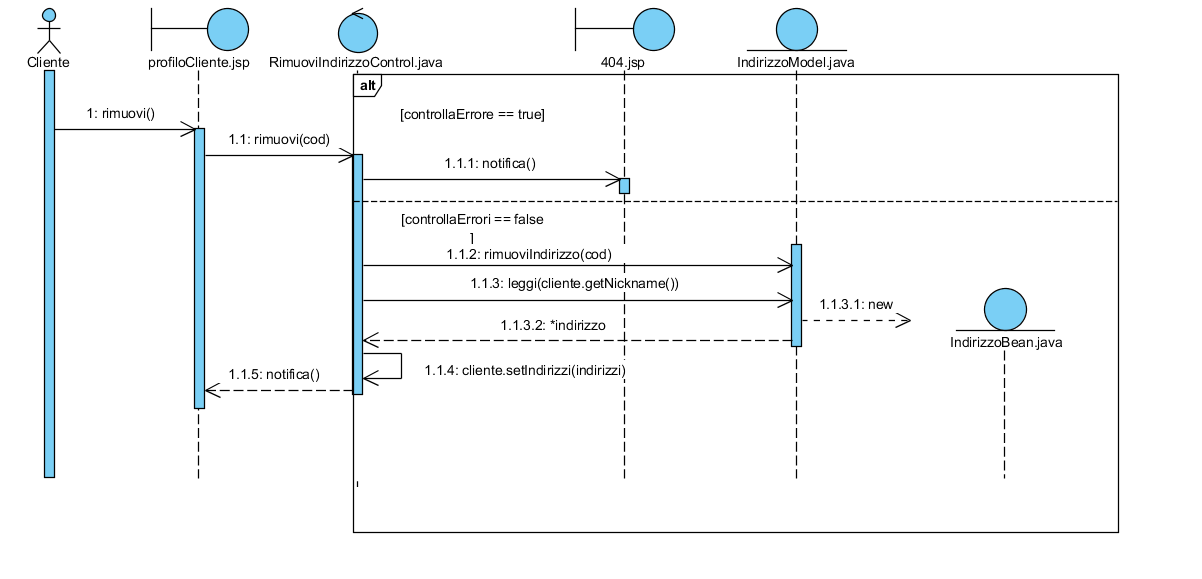 Cliente
profiloCliente.jsp
RimuoviIndirizzoControl.java
404.jsp
IndirizzoModel.java
alt
[controllaErrore == true]
1: rimuovi()
1.1: rimuovi(cod)
1.1.1: notifica()
[controllaErrori == false
]
1.1.2: rimuoviIndirizzo(cod)
1.1.3: leggi(cliente.getNickname())
1.1.3.1: new
1.1.3.2: *indirizzo
IndirizzoBean.java
1.1.4: cliente.setIndirizzi(indirizzi)
1.1.5: notifica()